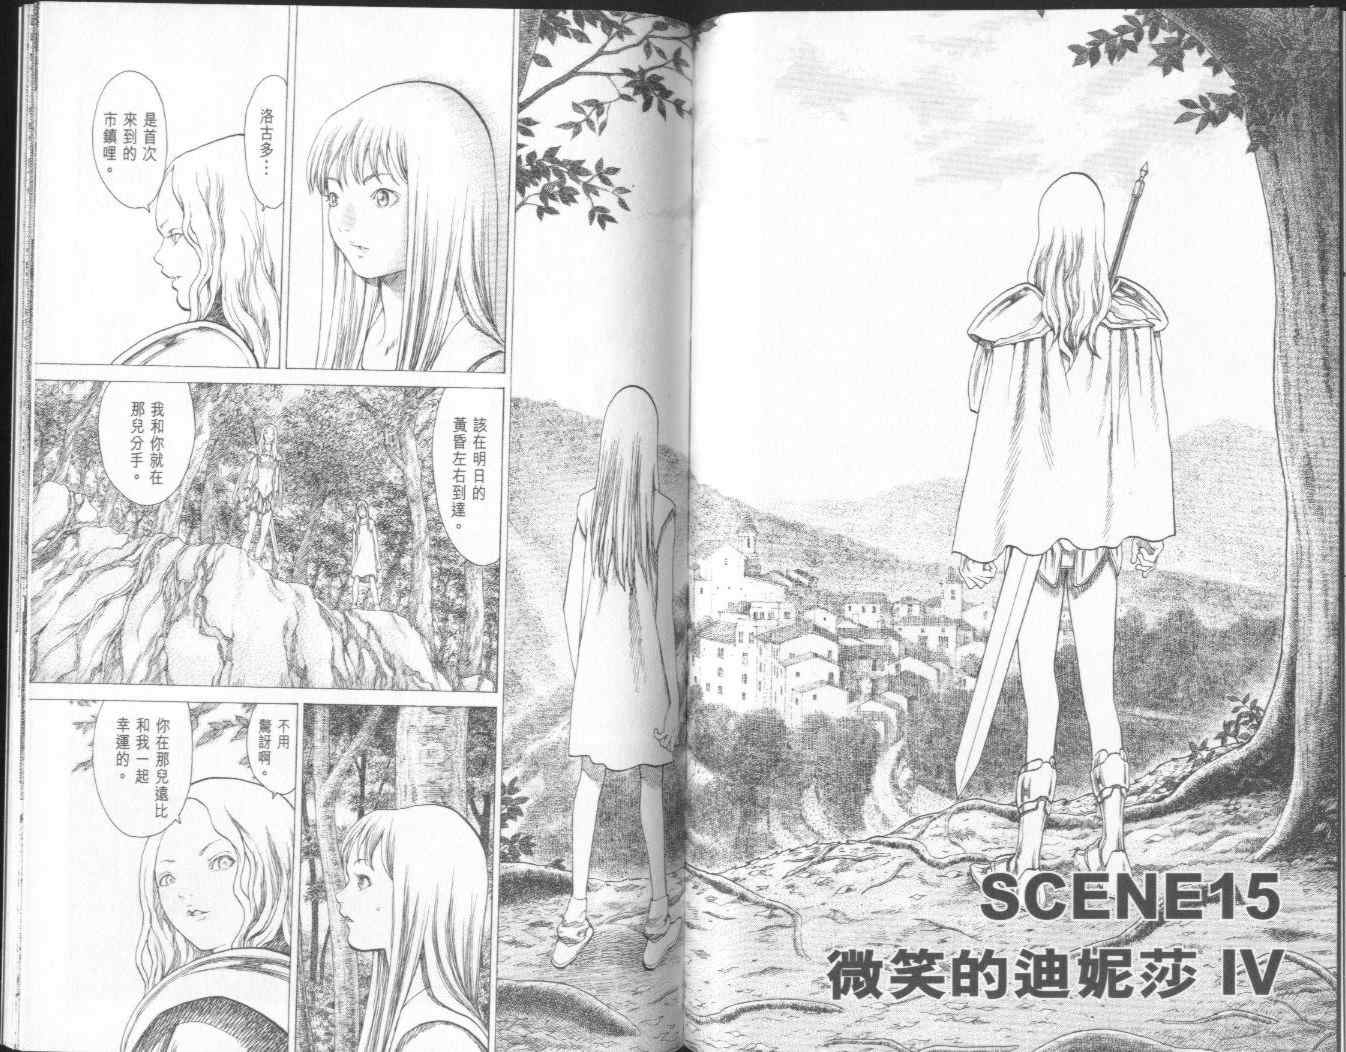 SCENE15
微笑的迪妮莎 IV
洛古多…
是首次
來到的
市鎮哩。
該在明日的
黃昏左右到達。
我和你就在
那兒分手。
不用
驚訝啊。
你在那兒遠比
和我一起
幸運的。